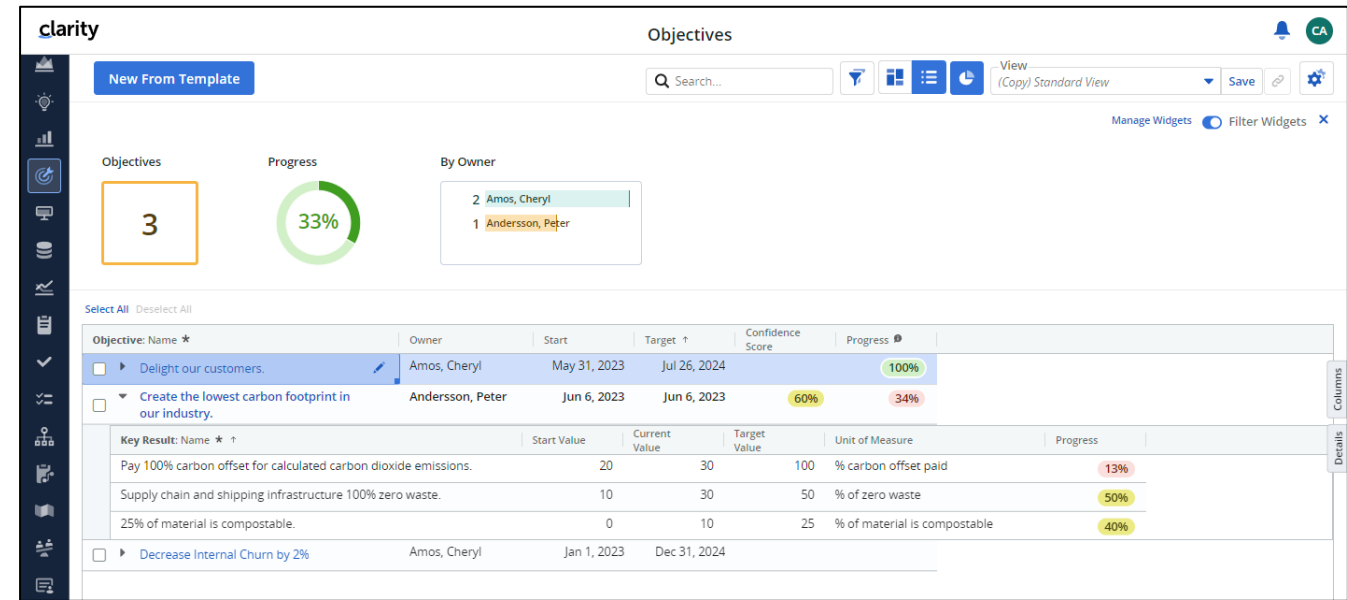 clarity
Objectives
CA
New From Template
Search...
View
(Copy) Standard View
Save
Manage Widgets
Filter Widgets
Objectives
Progress
By Owner
3
33%
2 Amos, Cheryl
1 Andersson, Peter
Select All Deselect All
Objective: Name * Owner Start Target ↑ Confidence Score Progress
Delight our customers. Amos, Cheryl May 31, 2023 Jul 26, 2024 100%
Create the lowest carbon footprint in Andersson, Peter Jun 6, 2023 Jun 6, 2023 60% 34%
our industry.
Key Result: Name * ↑ Start Value Current Value Target Value Unit of Measure Progress
Pay 100% carbon offset for calculated carbon dioxide emissions. 20 30 100 % carbon offset paid 13%
Supply chain and shipping infrastructure 100% zero waste. 10 30 50 % of zero waste 50%
25% of material is compostable. 0 10 25 % of material is compostable 40%
Decrease Internal Churn by 2% Amos, Cheryl Jan 1, 2023 Dec 31, 2024
Columns
Details